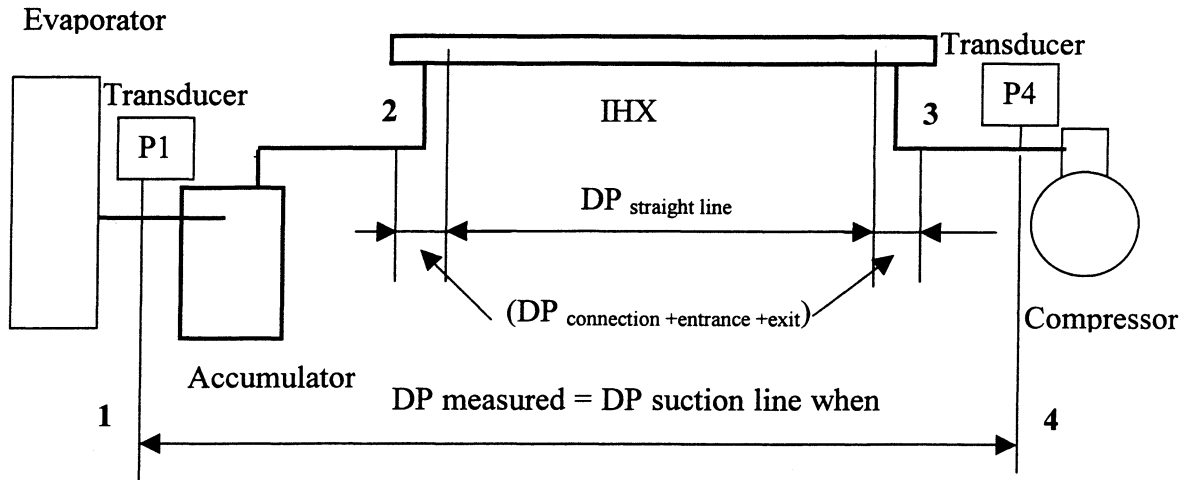 Evaporator
Transducer
Transducer
P1
P4
2
IHX
3
DP straight line
(DP connection +entrance +exit)
Compressor
Accumulator
DP measured = DP suction line when
1
4